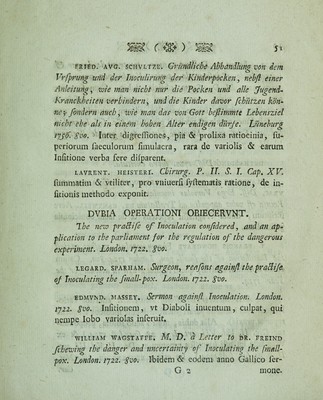 ( ) 51
FRIED. AVG. SCHVLTZE. Gründliche Abhandlung von dem
Vrsprung und der Inoculirung der Kinderpocken, nebst einer
Anleitung, wie man nicht nur die Pocken und alle Jugend-
Kranckheiten verhindern, und die Kinder davor schützen kön-
ne, sondern auch, wie man das von Gott bestimmte Lebensziel
nicht ehe als in einem hohen Alter endigen dürfe. Lüneburg
1756. 8vo. Inter digressiones, pia & prolixa ratiocinia, su-
periorum saeculorum simulacra, rara de variolis & earum
Insitione verba fere disparent.
LAVRENT. HEISTERI. Chirurg. P. II. S. I. Cap. XV.
summatim & vtiliter, pro vniuersi systematis ratione, de in-
sitionis methodo exponit.
DVBIA OPERATIONI OBIECERVNT.
The new practise of Inoculation considered, and an ap-
plication to the parliament for the regulation of the dangerous
experiment. London. 1722. 8vo.
LEGARD. SPARHAM. Surgeon, reasons against the practise
of Inoculating the small-pox. London. 1722. 8vo.
EDMVND. MASSEY. Sermon against Inoculation. London.
1722. 8vo. Insitionem, vt Diaboli inuentum, culpat, qui
nempe Iobo variolas inseruit.
WILLIAM WAGSTAFFE, M. D. a Letter to DR. FREIND
shewing the danger and uncertainty of Inoculating the small-
pox. London. 1722. 8vo. Ibidem & eodem anno Gallico ser-
G 2 mone.